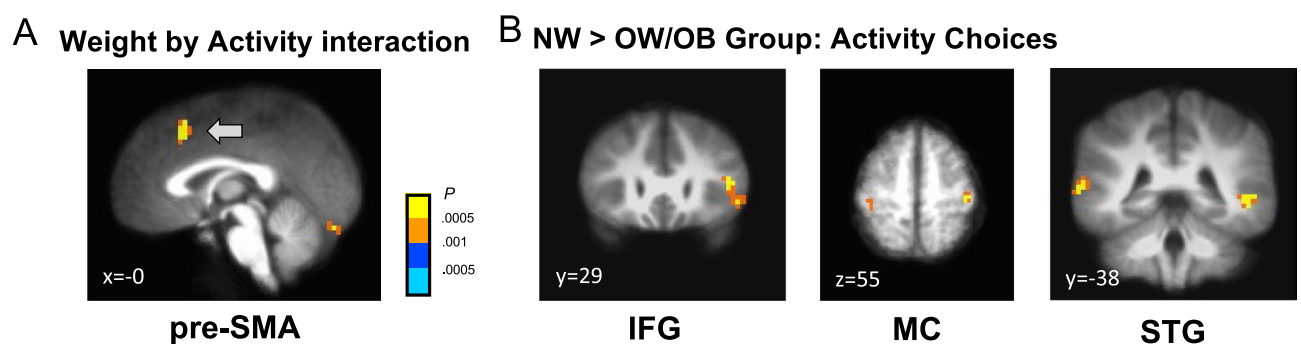 A
Weight by Activity interaction
B
NW > OW/OB Group: Activity Choices
x=-0
P
.0005
.001
.0005
y=29
z=55
y=-38
pre-SMA
IFG
MC
STG